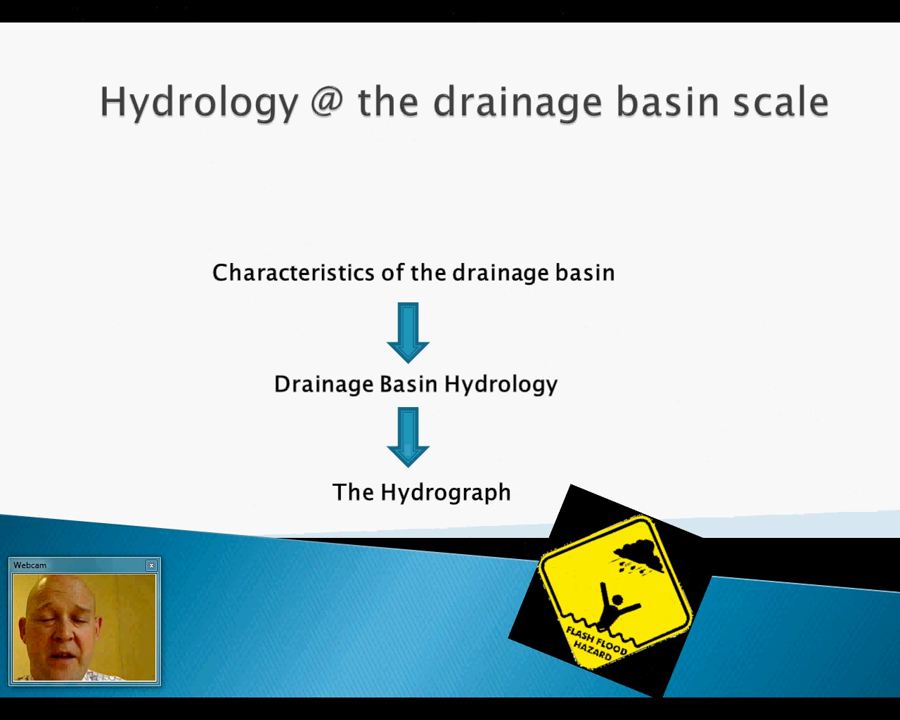 Hydrology @ the drainage basin scale
Characteristics of the drainage basin
Drainage Basin Hydrology
The Hydrograph
Webcam
x
FLASH FLOOD
HAZARD